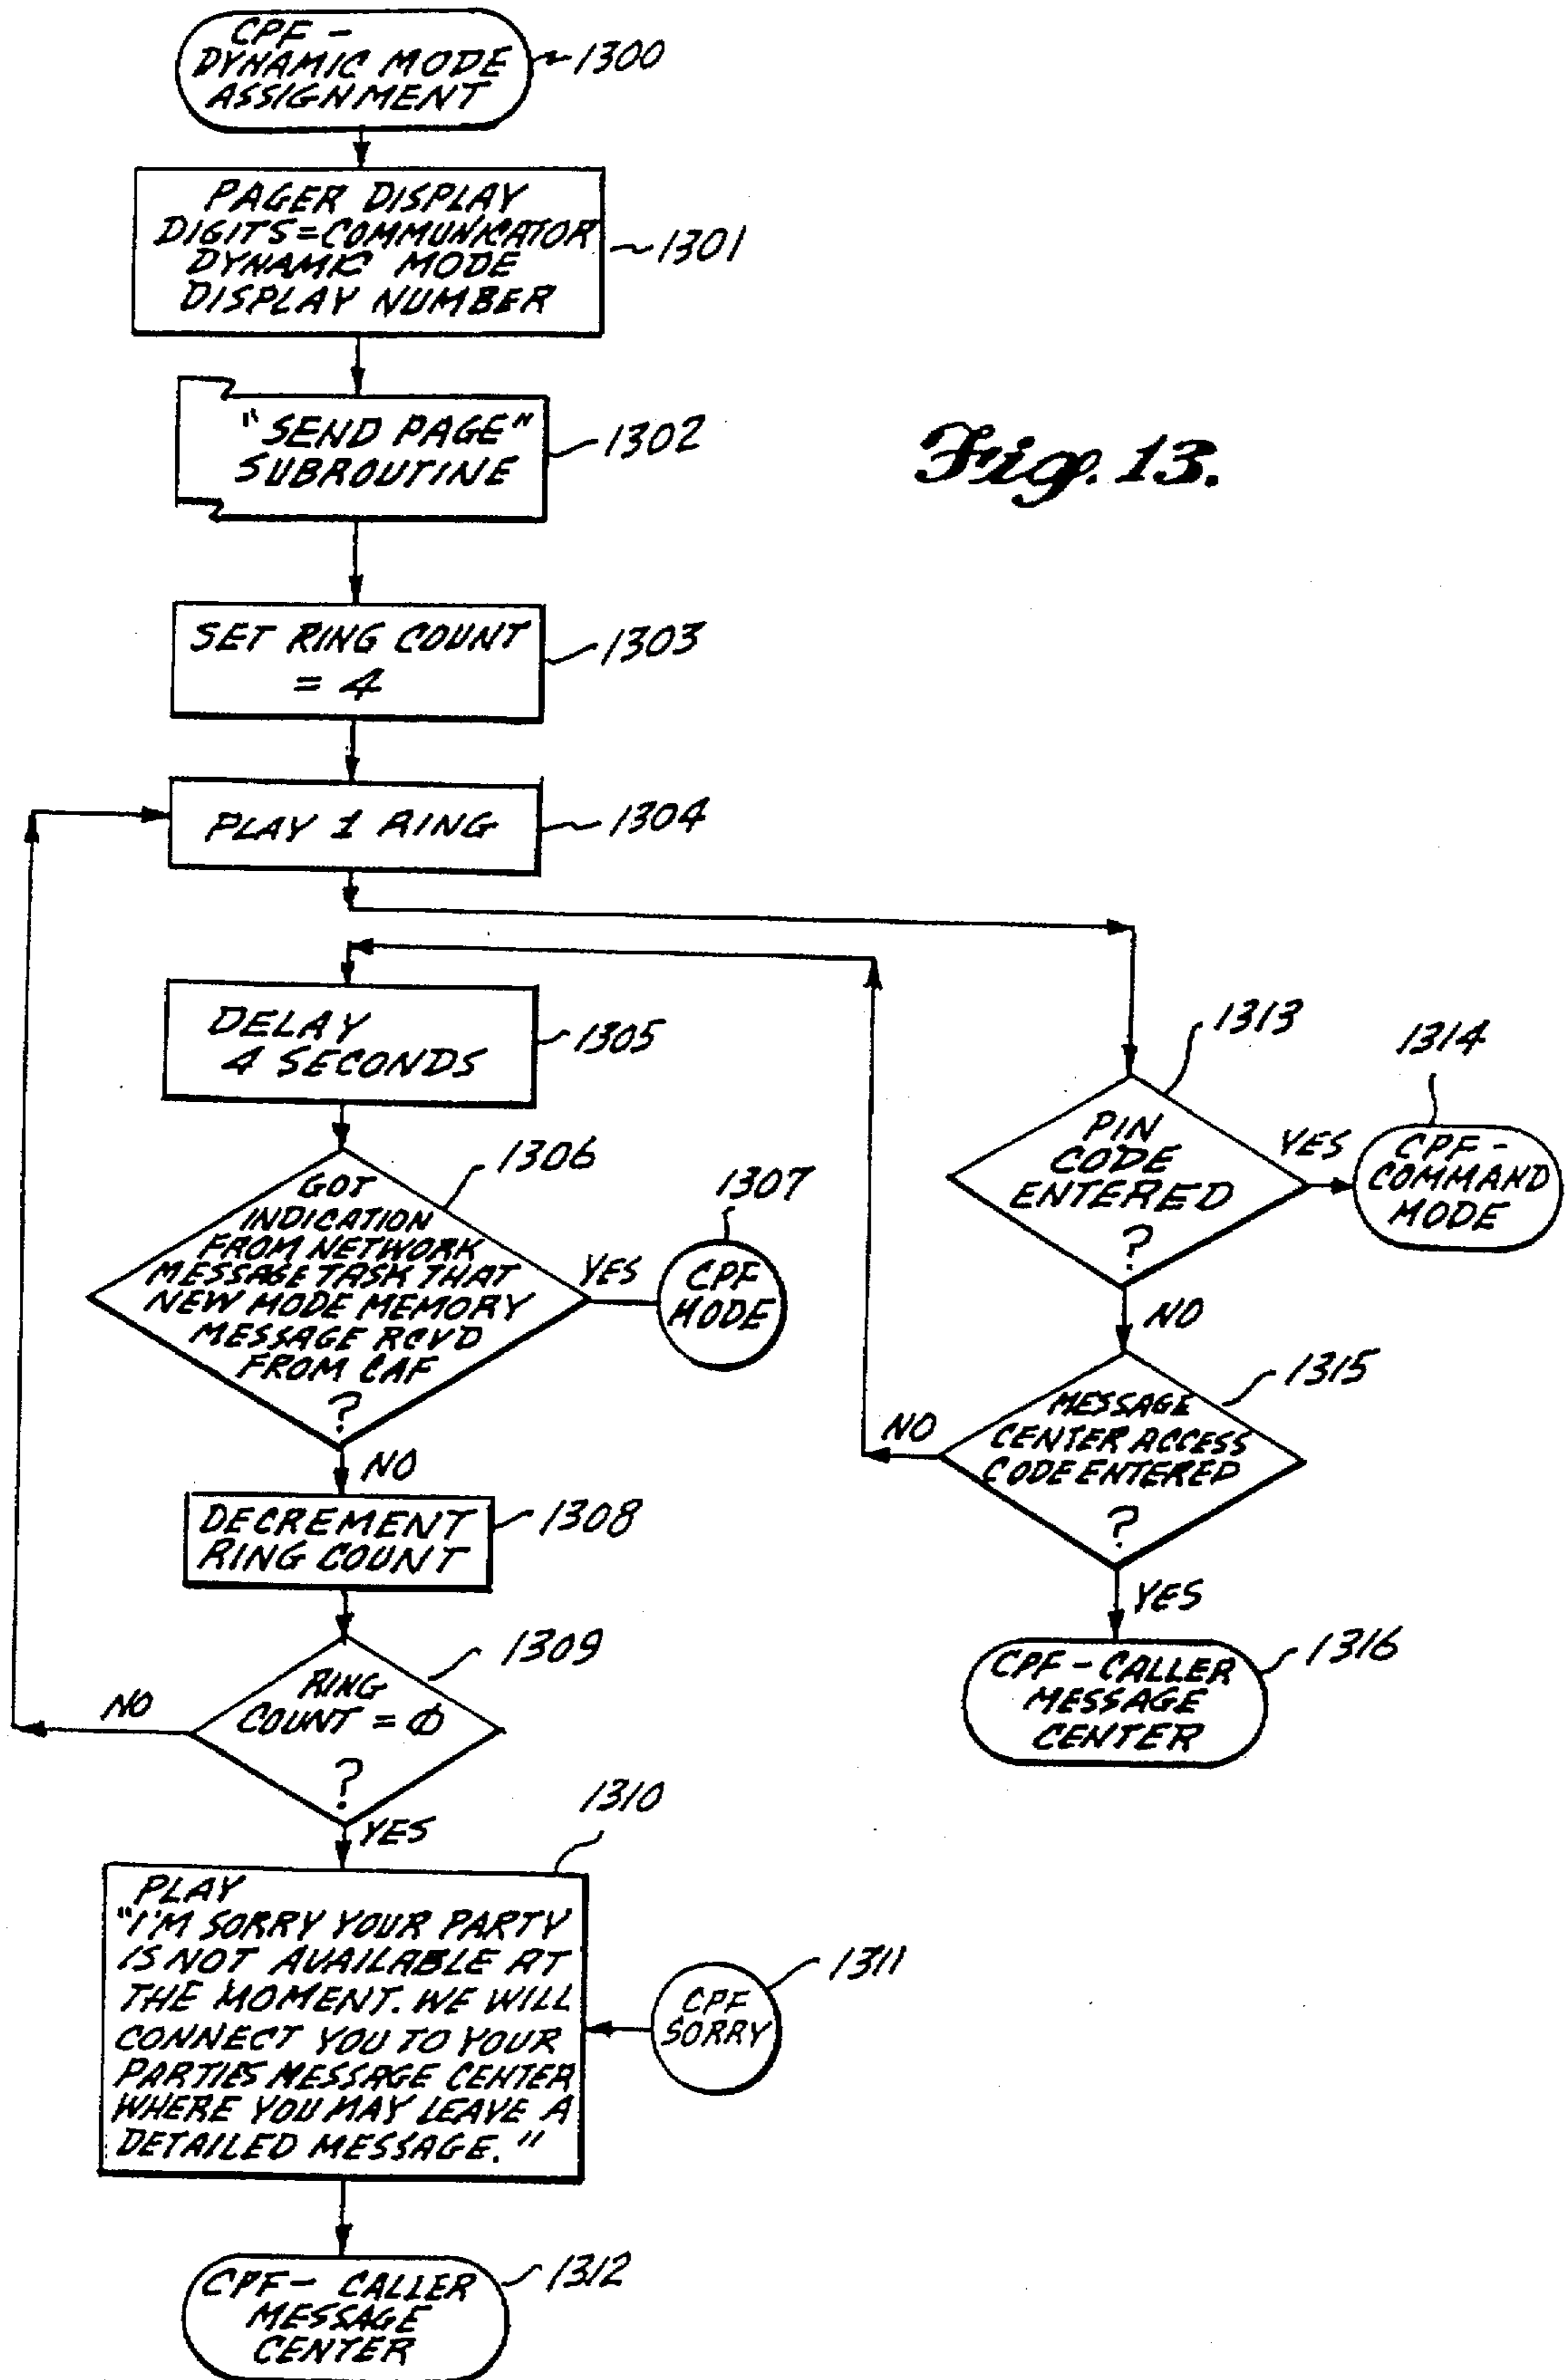 CPF -
DYNAMIC MODE
ASSIGNMENT
1300
PAGER DISPLAY
DIGITS=COMMUNICATOR
DYNAMIC MODE
DISPLAY NUMBER
1301
"SEND PAGE"
SUBROUTINE
1302
Fig. 13.
SET RING COUNT
= 4
1303
PLAY 1 RING
1304
DELAY
4 SECONDS
1305
GOT
INDICATION
FROM NETWORK
MESSAGE TASK THAT
NEW MODE MEMORY
MESSAGE RCVD
FROM CAF
?
1306
YES
CPF
MODE
1307
NO
DECREMENT
RING COUNT
1308
RING
COUNT = Ø
?
1309
NO
YES
PLAY
"I'M SORRY YOUR PARTY
IS NOT AVAILABLE AT
THE MOMENT. WE WILL
CONNECT YOU TO YOUR
PARTIES MESSAGE CENTER
WHERE YOU MAY LEAVE A
DETAILED MESSAGE."
1310
CPF
SORRY
1311
CPF- CALLER
MESSAGE
CENTER
1312
PIN
CODE
ENTERED
?
1313
YES
CPF -
COMMAND
MODE
1314
NO
MESSAGE
CENTER ACCESS
CODE ENTERED
?
1315
NO
YES
CPF-CALLER
MESSAGE
CENTER
1316